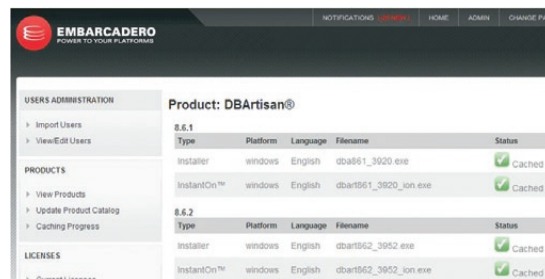 EMBARCADERO
POWER TO YOUR PLATFORMS
NOTIFICATIONS HOME ADMIN CHANGE
USERS ADMINISTRATION
Import Users
View/Edit Users
PRODUCTS
View Products
Update Product Catalog
Caching Progress
LICENSES
Product: DBArtisan®
8.6.1
Type Platform Language Filename Status
Installer windows English dba861_3920.exe Cached
InstantOn™ windows English dbart861_3920_ion.exe Cached
8.6.2
Type Platform Language Filename Status
Installer windows English dbart862_3952.exe Cached
InstantOn™ windows English dbart862_3952_ion.exe Cached